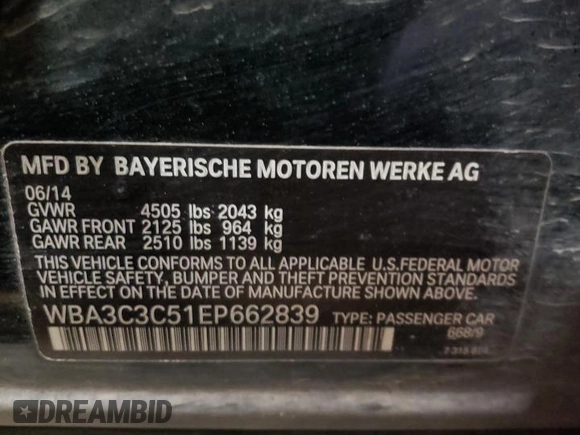 MFD BY BAYERISCHE MOTOREN WERKE AG
06/14
GVWR 4505 lbs 2043 kg
GAWR FRONT 2125 lbs 964 kg
GAWR REAR 2510 lbs 1139 kg
THIS VEHICLE CONFORMS TO ALL APPLICABLE U.S.FEDERAL MOTOR
VEHICLE SAFETY, BUMPER AND THEFT PREVENTION STANDARDS
IN EFFECT ON THE DATE OF MANUFACTURE SHOWN ABOVE.
WBA3C3C51EP662839 TYPE: PASSENGER CAR
668/9
DREAMBID